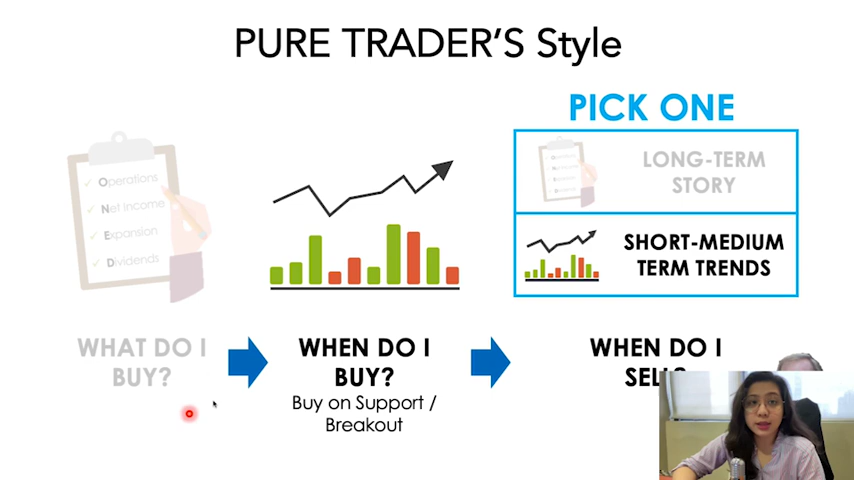 PURE TRADER'S Style
PICK ONE
Operations
Net income
Expansion
Dividends
LONG-TERM
STORY
SHORT-MEDIUM
TERM TRENDS
WHAT DO I
BUY?
WHEN DO I
BUY?
Buy on Support /
Breakout
WHEN DO I
SELL?